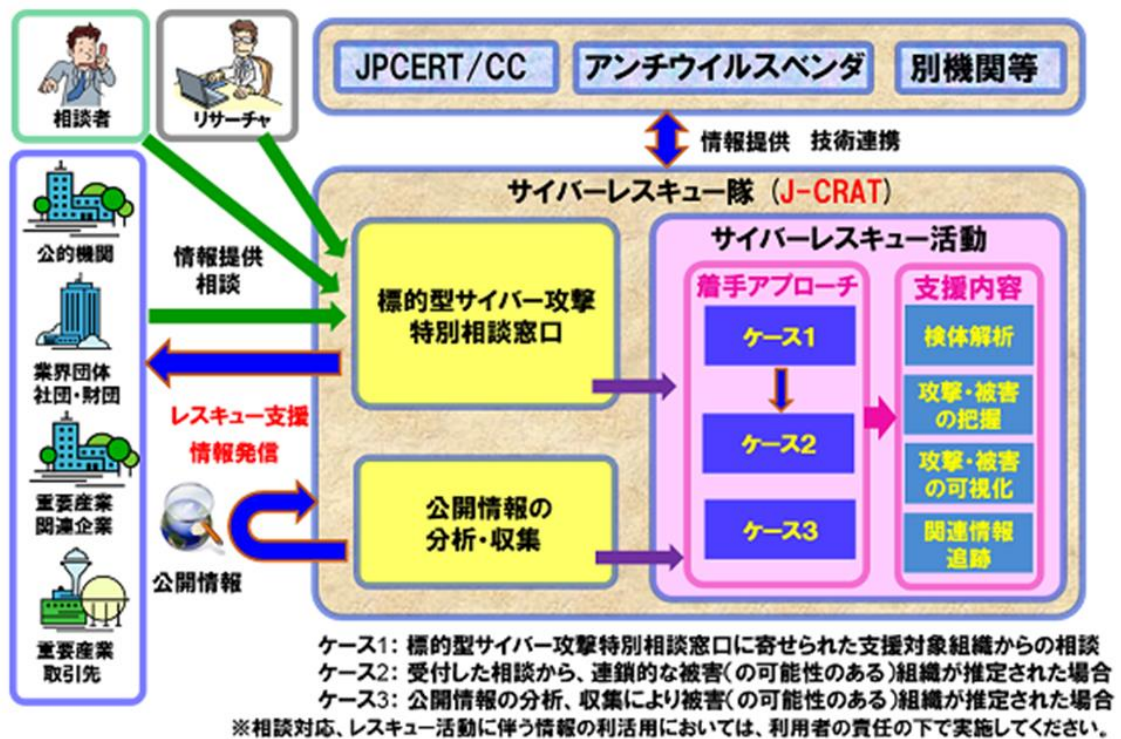 相談者
リサーチャ
JPCERT/CC
アンチウイルスベンダ
別機関等
情報提供 技術連携
サイバーレスキュー隊 (J-CRAT)
公的機関
業界団体
社団・財団
重要産業
関連企業
重要産業
取引先
情報提供
相談
レスキュー支援
情報発信
公開情報
標的型サイバー攻撃
特別相談窓口
公開情報の
分析・収集
サイバーレスキュー活動
着手アプローチ
ケース1
ケース2
ケース3
支援内容
検体解析
攻撃・被害
の把握
攻撃・被害
の可視化
関連情報
追跡
ケース1: 標的型サイバー攻撃特別相談窓口に寄せられた支援対象組織からの相談
ケース2: 受付した相談から、連鎖的な被害(の可能性のある)組織が推定された場合
ケース3: 公開情報の分析、収集により被害(の可能性のある)組織が推定された場合
※相談対応、レスキュー活動に伴う情報の利活用においては、利用者の責任の下で実施してください。